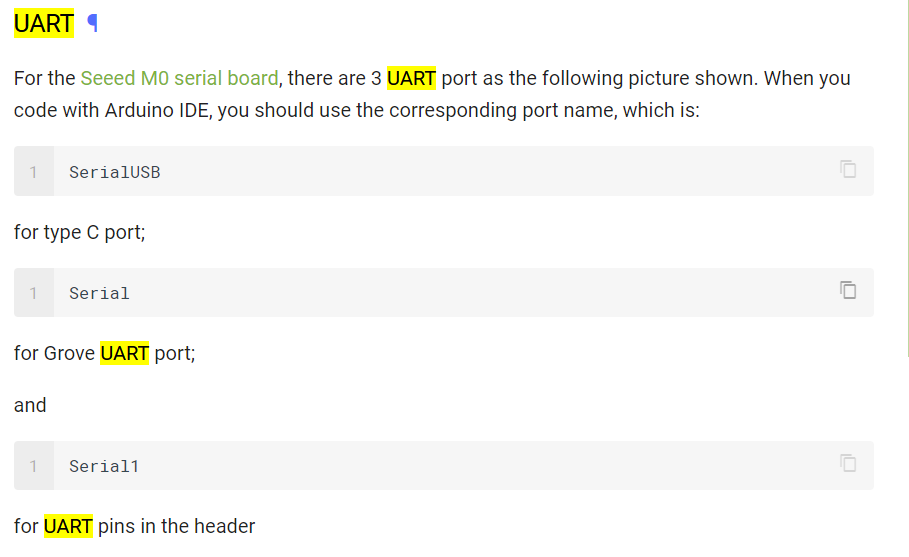 UART ¶
For the Seeed M0 serial board, there are 3 UART port as the following picture shown. When you
code with Arduino IDE, you should use the corresponding port name, which is:
1 SerialUSB
for type C port;
1 Serial
for Grove UART port;
and
1 Serial1
for UART pins in the header